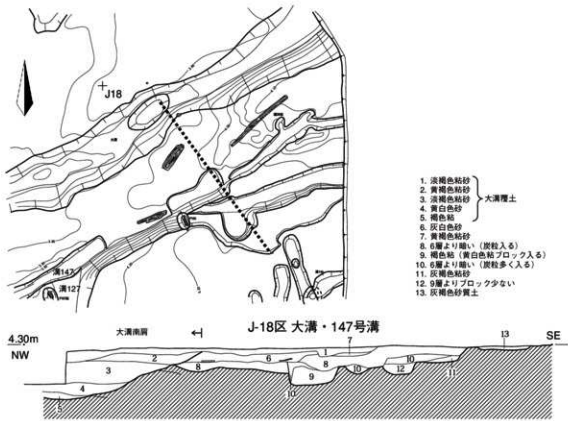 J18
溝147
溝127
1. 淡褐色粘砂
2. 黄褐色粘砂
3. 淡褐色粘砂
4. 黄白色砂
5. 褐色粘
大溝覆土
6. 灰白色砂
7. 黄褐色粘砂
8. 6層より暗い（炭粒入る）
9. 褐色粘（黄白色粘ブロック入る）
10. 6層より暗い（炭粒多く入る）
11. 灰褐色粘砂
12. 9層よりブロック少ない
13. 灰褐色砂質土
J-18区 大溝・147号溝
大溝南肩
4.30m
NW
SE
13
7
1
2
6
10
3
8
8
9
10
12
11
4
10
5